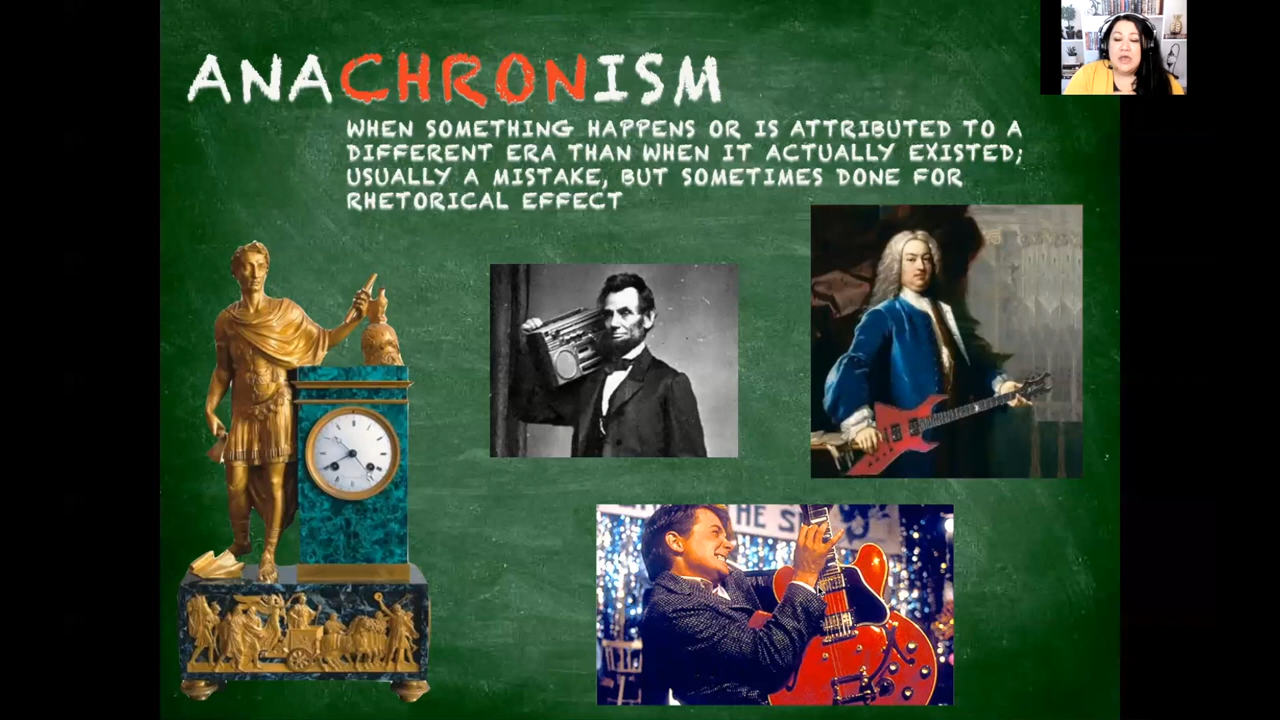 ANACHRONISM
WHEN SOMETHING HAPPENS OR IS ATTRIBUTED TO A
DIFFERENT ERA THAN WHEN IT ACTUALLY EXISTED;
USUALLY A MISTAKE, BUT SOMETIMES DONE FOR
RHETORICAL EFFECT
HE S